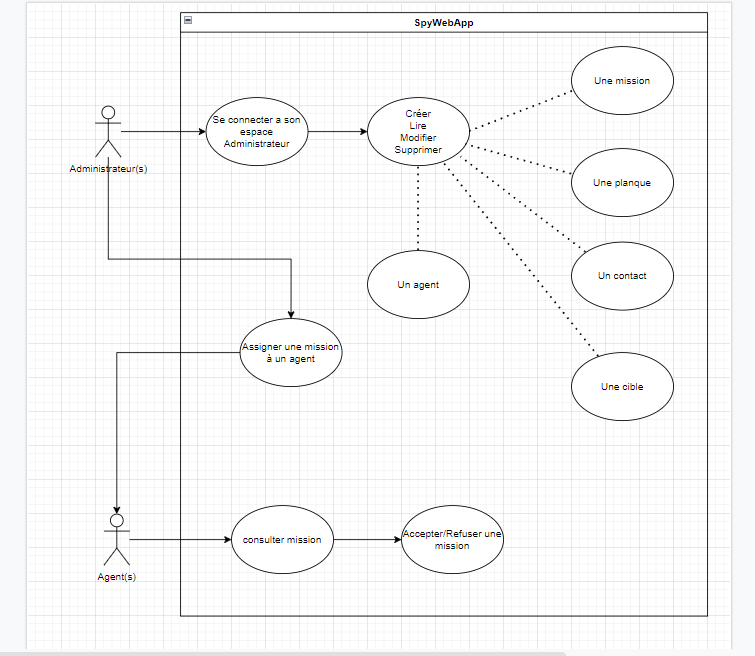 SpyWebApp
Se connecter a son
espace
Administrateur
Créer
Lire
Modifier
Supprimer
Une mission
Administrateur(s)
Une planque
Un contact
Un agent
Assigner une mission
à un agent
Une cible
Agent(s)
consulter mission
Accepter/Refuser une
mission